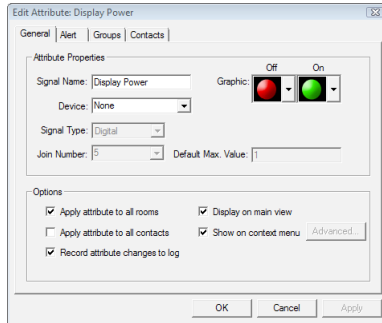 Edit Attribute: Display Power
General Alert Groups Contacts
Attribute Properties
Off On
Signal Name: Display Power Graphic:
Device: None
Signal Type: Digital
Join Number: 5 Default Max. Value: 1
Options
Apply attribute to all rooms Display on main view
Apply attribute to all contacts Show on context menu Advanced...
Record attribute changes to log
OK Cancel Apply